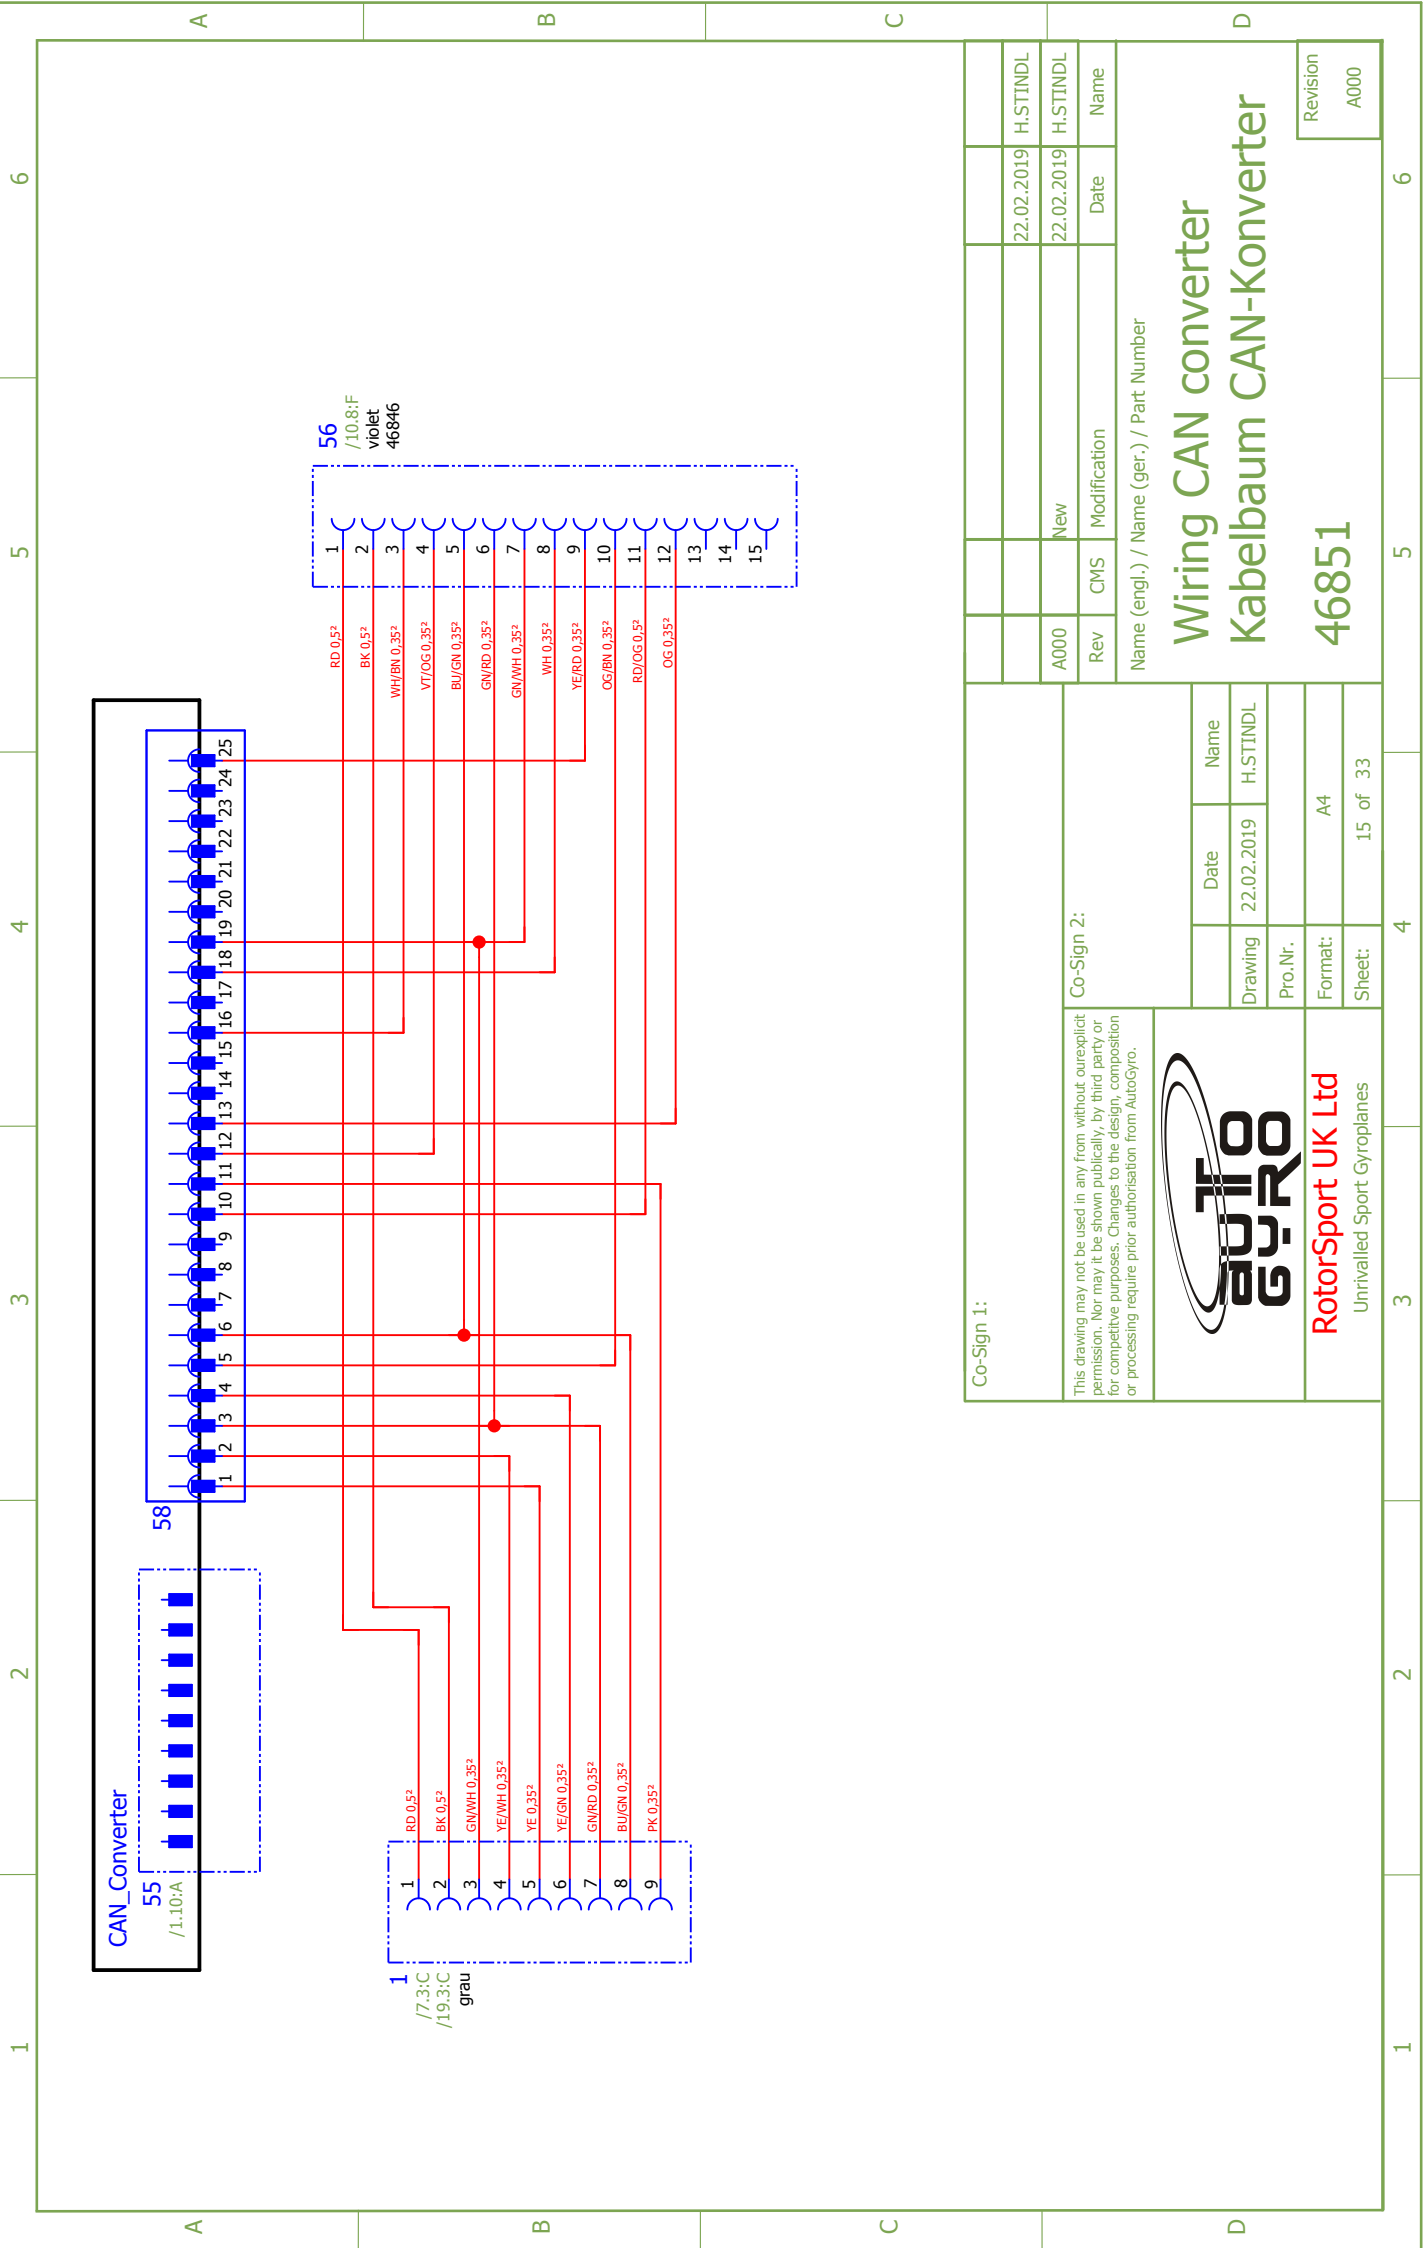 1 2 3 4 5 6
A
B
C
D
CAN_Converter
55
/1.10:A
58
1 2 3 4 5 6 7 8 9 10 11 12 13 14 15 16 17 18 19 20 21 22 23 24 25
56
/10.8:F
violet
46846
RD 0,5² 1
BK 0,5² 2
WH/BN 0,35² 3
VT/OG 0,35² 4
BU/GN 0,35² 5
GN/RD 0,35² 6
GN/WH 0,35² 7
WH 0,35² 8
YE/RD 0,35² 9
OG/BN 0,35² 10
RD/OG 0,5² 11
OG 0,35² 12
13
14
15
1
/7.3:C
/19.3:C
grau
1 RD 0,5²
2 BK 0,5²
3 GN/WH 0,35²
4 YE/WH 0,35²
5 YE 0,35²
6 YE/GN 0,35²
7 GN/RD 0,35²
8 BU/GN 0,35²
9 PK 0,35²
Co-Sign 1:
Co-Sign 2:
This drawing may not be used in any from without ourexplicit
permission. Nor may it be shown publically, by third party or
for competitve purposes. Changes to the design, composition
or processing require prior authorisation from AutoGyro.
AUTO
GYRO
RotorSport UK Ltd
Unrivalled Sport Gyroplanes
Date Name
Drawing 22.02.2019 H.STINDL
Pro.Nr.
Format: A4
Sheet: 15 of 33
22.02.2019 H.STINDL
A000 New 22.02.2019 H.STINDL
Rev CMS Modification Date Name
Name (engl.) / Name (ger.) / Part Number
Wiring CAN converter
Kabelbaum CAN-Konverter
46851
Revision
A000
A
B
C
D
1 2 3 4 5 6